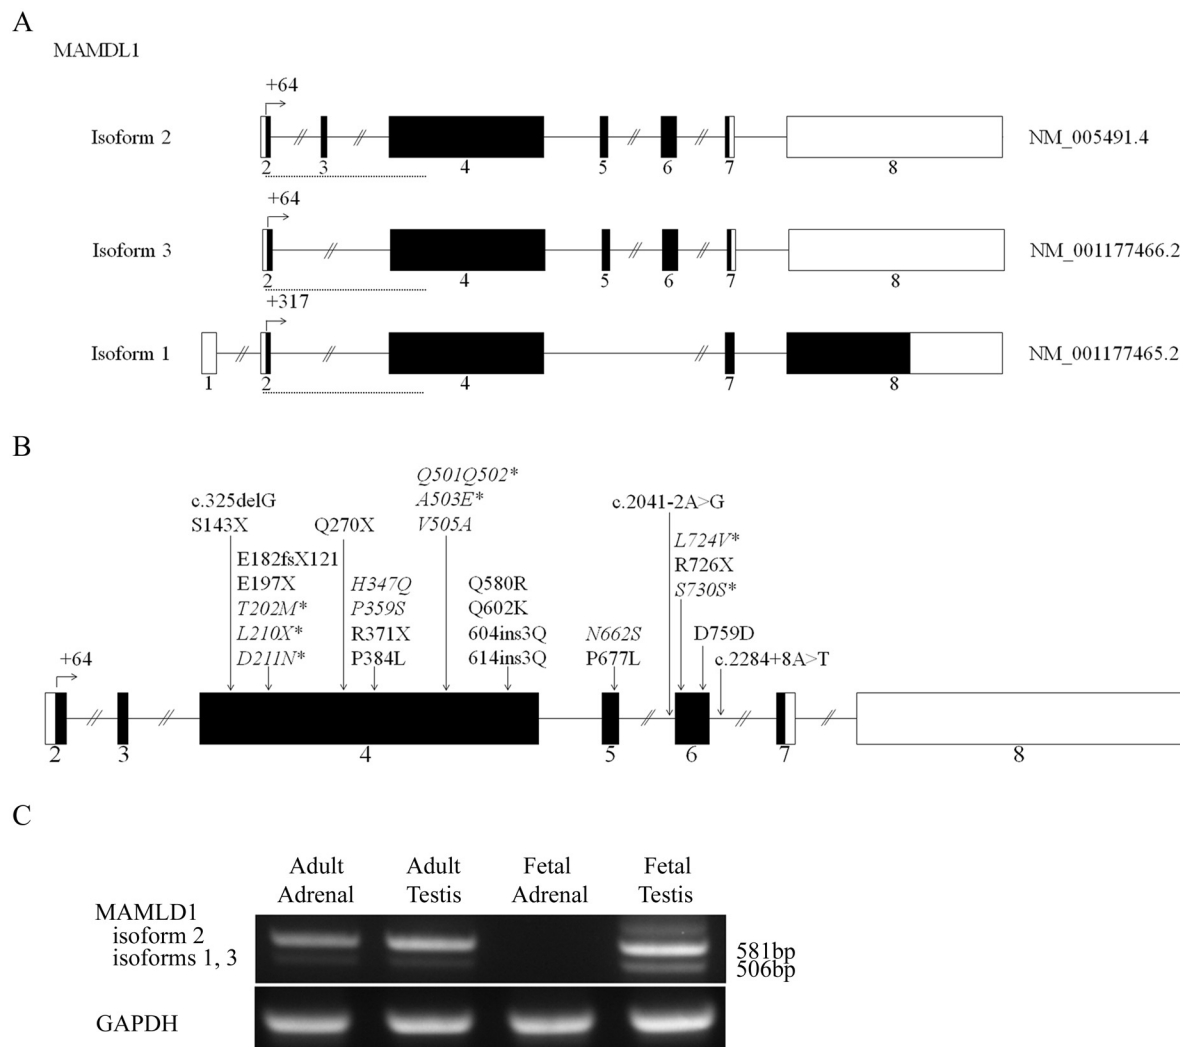 A
MAMDL1
+64
Isoform 2
NM_005491.4
2 3 4 5 6 7 8
+64
Isoform 3
NM_001177466.2
2 4 5 6 7 8
+317
Isoform 1
NM_001177465.2
1 2 4 7 8
B
c.325delG
S143X
E182fsX121
E197X
T202M*
L210X*
D211N*
Q270X
H347Q
P359S
R371X
P384L
Q501Q502*
A503E*
V505A
Q580R
Q602K
604ins3Q
614ins3Q
N662S
P677L
c.2041-2A>G
L724V*
R726X
S730S*
D759D
c.2284+8A>T
+64
2 3 4 5 6 7 8
C
Adult Adrenal
Adult Testis
Fetal Adrenal
Fetal Testis
MAMLD1
isoform 2
isoforms 1, 3
581bp
506bp
GAPDH